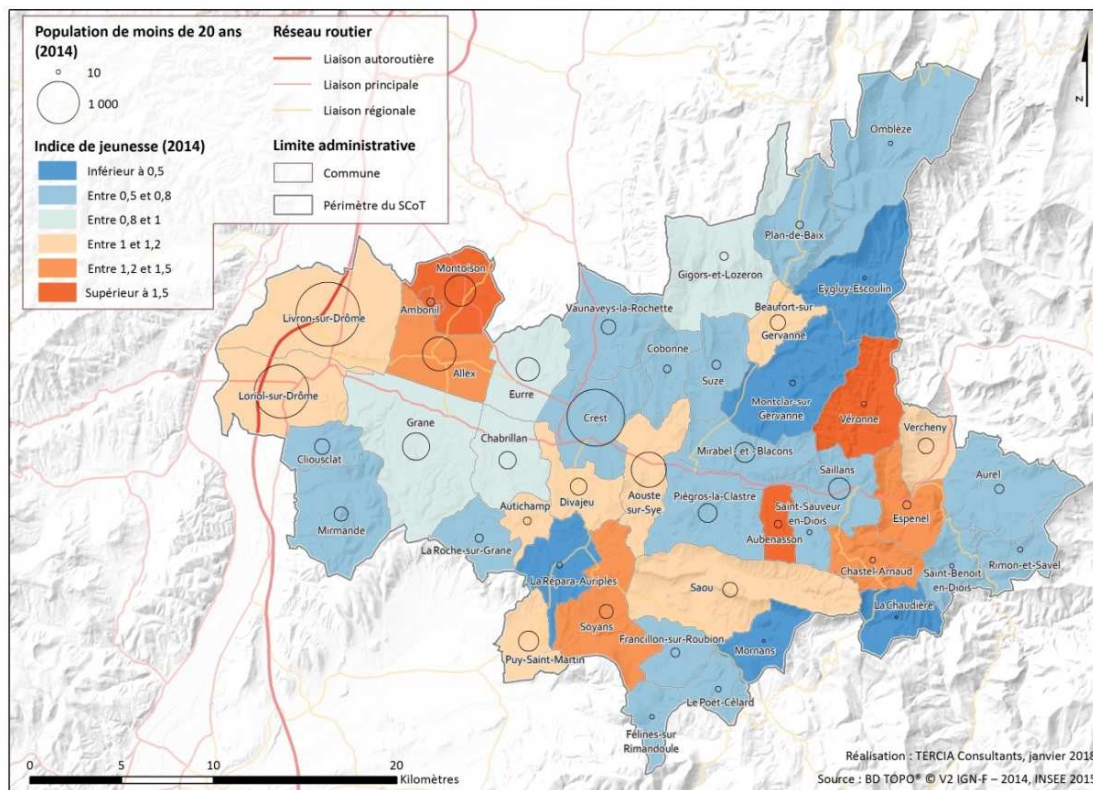 Population de moins de 20 ans
(2014)
10
1 000
Indice de jeunesse (2014)
Inférieur à 0,5
Entre 0,5 et 0,8
Entre 0,8 et 1
Entre 1 et 1,2
Entre 1,2 et 1,5
Supérieur à 1,5
Réseau routier
Liaison autoroutière
Liaison principale
Liaison régionale
Limite administrative
Commune
Périmètre du SCoT
N
Omblèze
Plan-de-Baix
Gigors-et-Lozeron
Eygluy-Escoulin
Montoison
Ambonil
Livron-sur-Drôme
Vaunaveys-la-Rochette
Beaufort-sur
Gervanne
Cobonne
Suze
Allex
Eurre
Loriol-sur-Drôme
Montclar-sur
Gervanne
Véronne
Crest
Grane
Chabrillan
Vercheny
Cliousclat
Mirabel-et-Blacons
Saillans
Aurel
Divajeu
Aouste
sur-Sye
Piégros-la-Clastre
Saint-Sauveur
en-Diois
Autichamp
Espenel
Mirmande
Aubenasson
La Roche-sur-Grane
Chastel-Arnaud
Saint-Benoit
en-Diois
Rimon-et-Savel
La Répara-Auriples
Saou
La Chaudière
Soyans
Francillon-sur-Roubion
Mornans
Puy-Saint-Martin
Le Poët-Célard
Félines-sur
Rimandoule
0
5
10
20
Kilomètres
Réalisation : TERCIA Consultants, janvier 2018
Source : BD TOPO® © V2 IGN-F – 2014, INSEE 2015